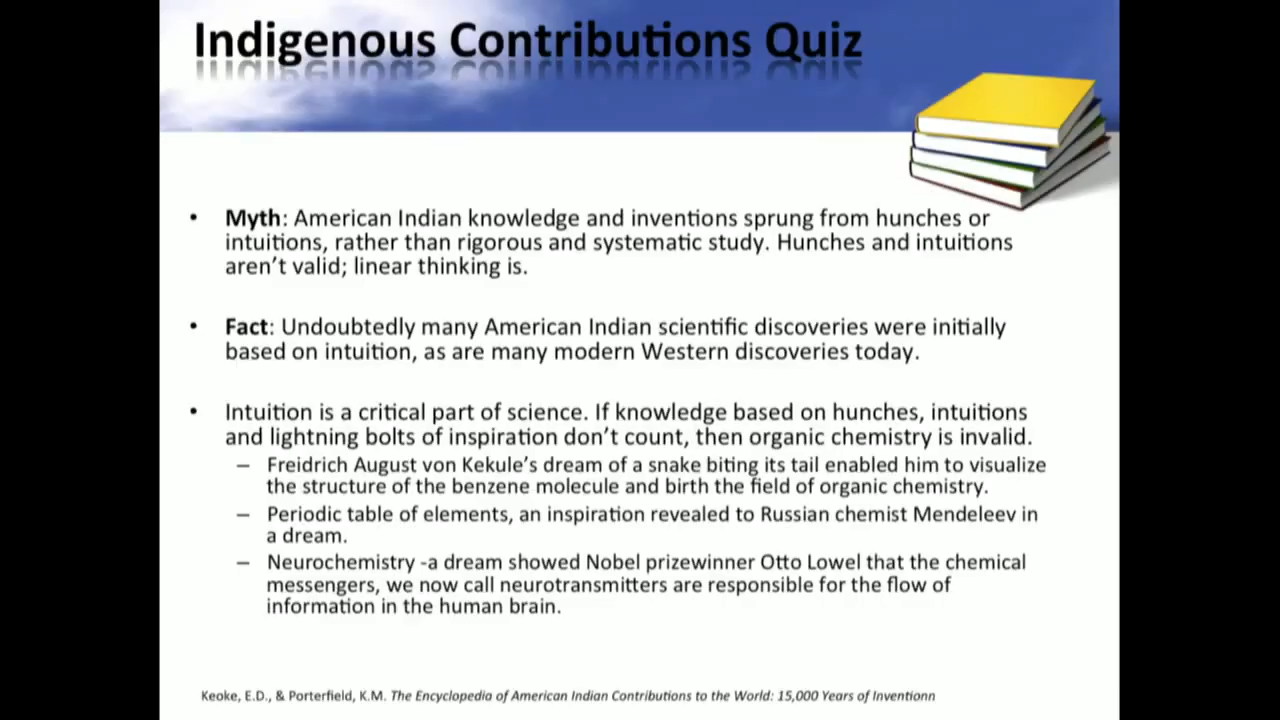 Indigenous Contributions Quiz
• Myth: American Indian knowledge and inventions sprung from hunches or
intuitions, rather than rigorous and systematic study. Hunches and intuitions
aren't valid; linear thinking is.
• Fact: Undoubtedly many American Indian scientific discoveries were initially
based on intuition, as are many modern Western discoveries today.
• Intuition is a critical part of science. If knowledge based on hunches, intuitions
and lightning bolts of inspiration don't count, then organic chemistry is invalid.
– Freidrich August von Kekule's dream of a snake biting its tail enabled him to visualize
the structure of the benzene molecule and birth the field of organic chemistry.
– Periodic table of elements, an inspiration revealed to Russian chemist Mendeleev in
a dream.
– Neurochemistry -a dream showed Nobel prizewinner Otto Lowel that the chemical
messengers, we now call neurotransmitters are responsible for the flow of
information in the human brain.
Keoke, E.D., & Porterfield, K.M. The Encyclopedia of American Indian Contributions to the World: 15,000 Years of Inventionn